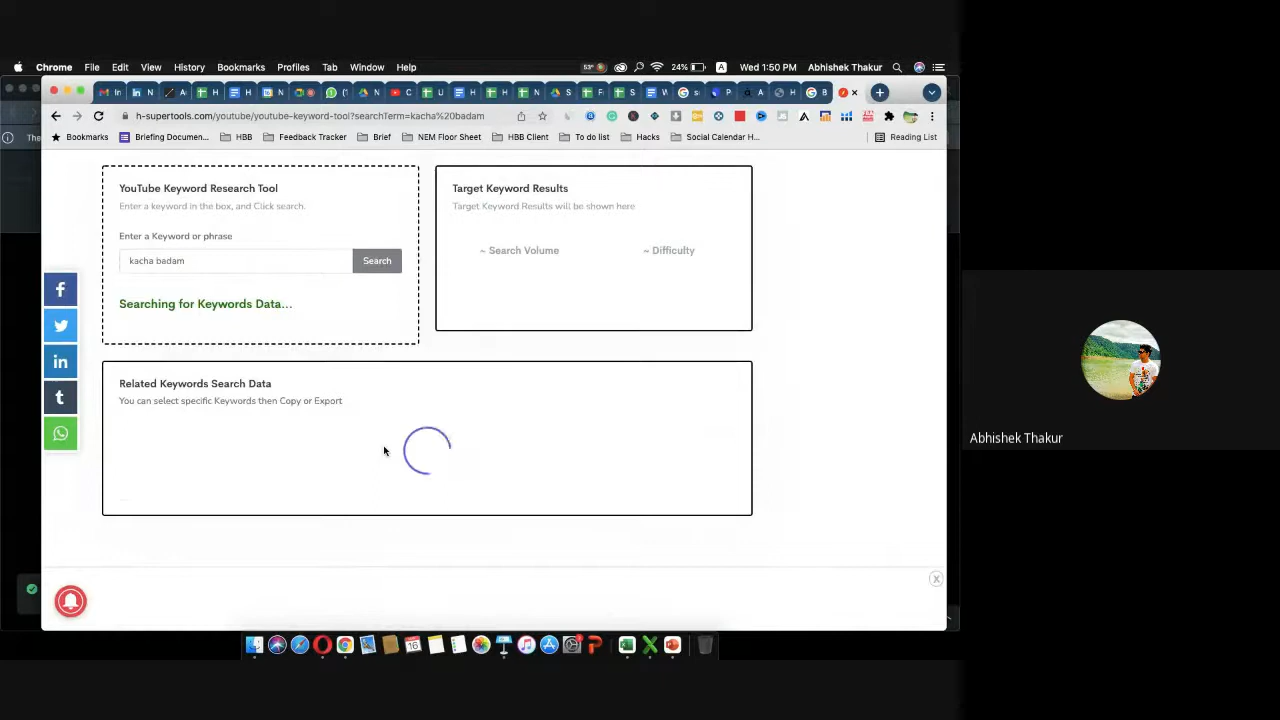 Chrome File Edit View History Bookmarks Profiles Tab Window Help
53° 24% A Wed 1:50 PM Abhishek Thakur
h-supertools.com/youtube/youtube-keyword-tool?searchTerm=kacha%20badam
Bookmarks Briefing Documen... HBB Feedback Tracker Brief NEM Floor Sheet HBB Client To do list Hacks Social Calendar H... Reading List
The
YouTube Keyword Research Tool
Enter a keyword in the box, and Click search.
Enter a Keyword or phrase
kacha badam Search
Searching for Keywords Data...
Target Keyword Results
Target Keyword Results will be shown here
~ Search Volume ~ Difficulty
Related Keywords Search Data
You can select specific Keywords then Copy or Export
Abhishek Thakur